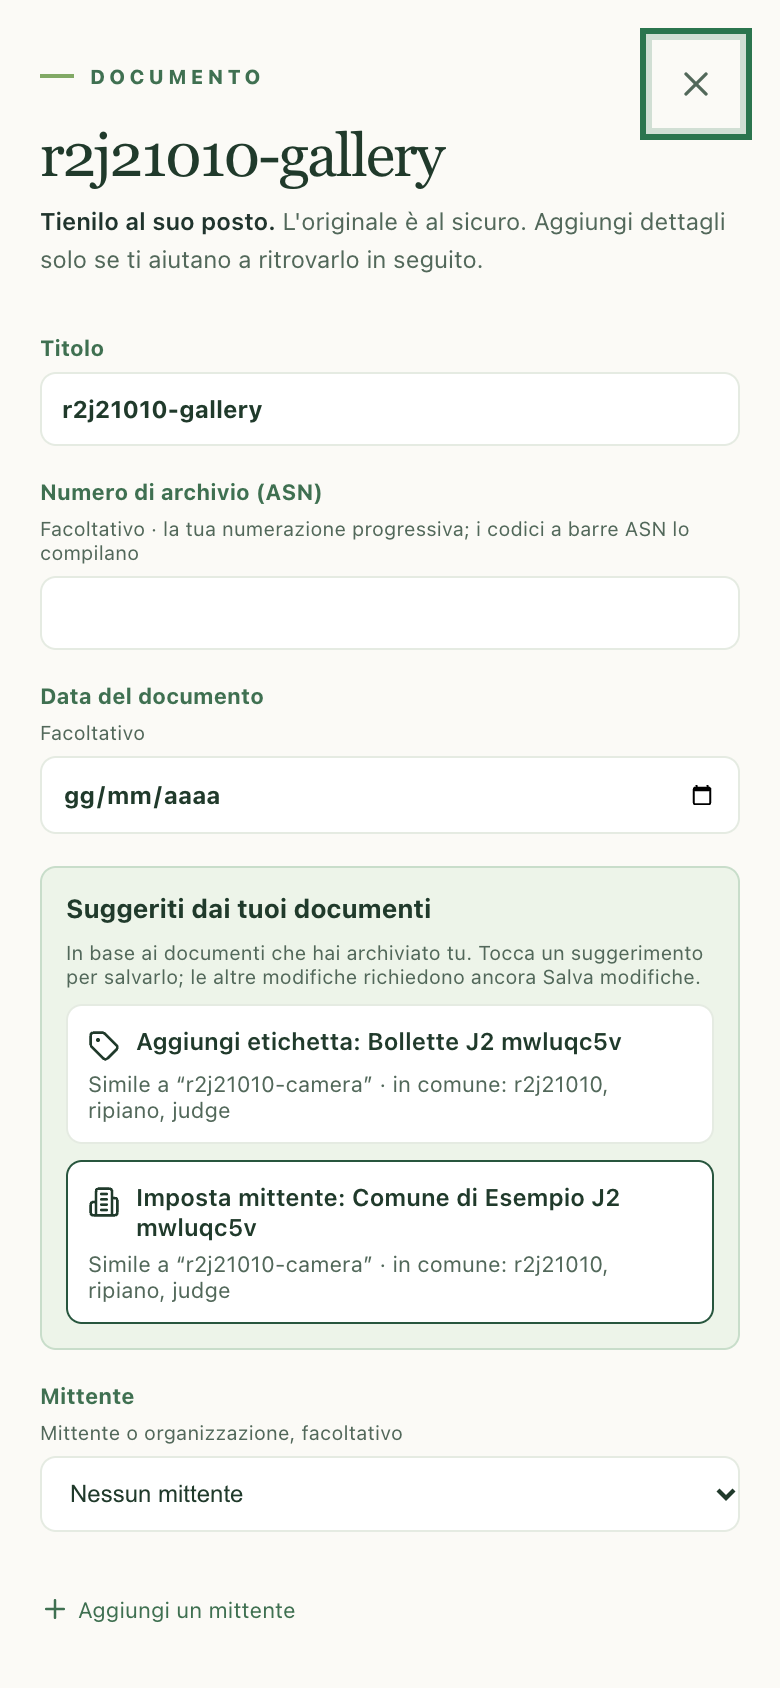 DOCUMENTO
r2j21010-gallery
Tienilo al suo posto. L'originale è al sicuro. Aggiungi dettagli
solo se ti aiutano a ritrovarlo in seguito.
Titolo
r2j21010-gallery
Numero di archivio (ASN)
Facoltativo · la tua numerazione progressiva; i codici a barre ASN lo
compilano
Data del documento
Facoltativo
gg/mm/aaaa
Suggeriti dai tuoi documenti
In base ai documenti che hai archiviato tu. Tocca un suggerimento
per salvarlo; le altre modifiche richiedono ancora Salva modifiche.
Aggiungi etichetta: Bollette J2 mwluqc5v
Simile a “r2j21010-camera” · in comune: r2j21010,
ripiano, judge
Imposta mittente: Comune di Esempio J2
mwluqc5v
Simile a “r2j21010-camera” · in comune: r2j21010,
ripiano, judge
Mittente
Mittente o organizzazione, facoltativo
Nessun mittente
Aggiungi un mittente